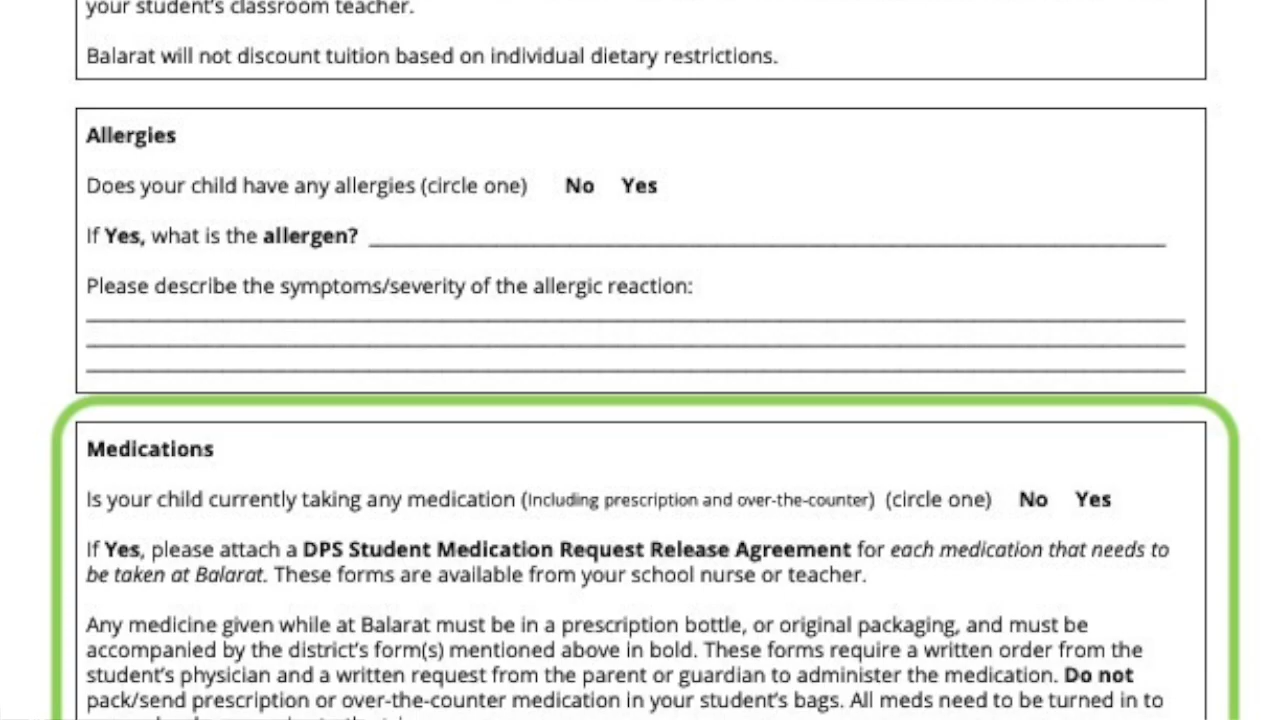 your student's classroom teacher.
Balarat will not discount tuition based on individual dietary restrictions.
Allergies
Does your child have any allergies (circle one) No Yes
If Yes, what is the allergen? ___
Please describe the symptoms/severity of the allergic reaction:
Medications
Is your child currently taking any medication (Including prescription and over-the-counter) (circle one) No Yes
If Yes, please attach a DPS Student Medication Request Release Agreement for each medication that needs to
be taken at Balarat. These forms are available from your school nurse or teacher.
Any medicine given while at Balarat must be in a prescription bottle, or original packaging, and must be
accompanied by the district's form(s) mentioned above in bold. These forms require a written order from the
student's physician and a written request from the parent or guardian to administer the medication. Do not
pack/send prescription or over-the-counter medication in your student's bags. All meds need to be turned in to